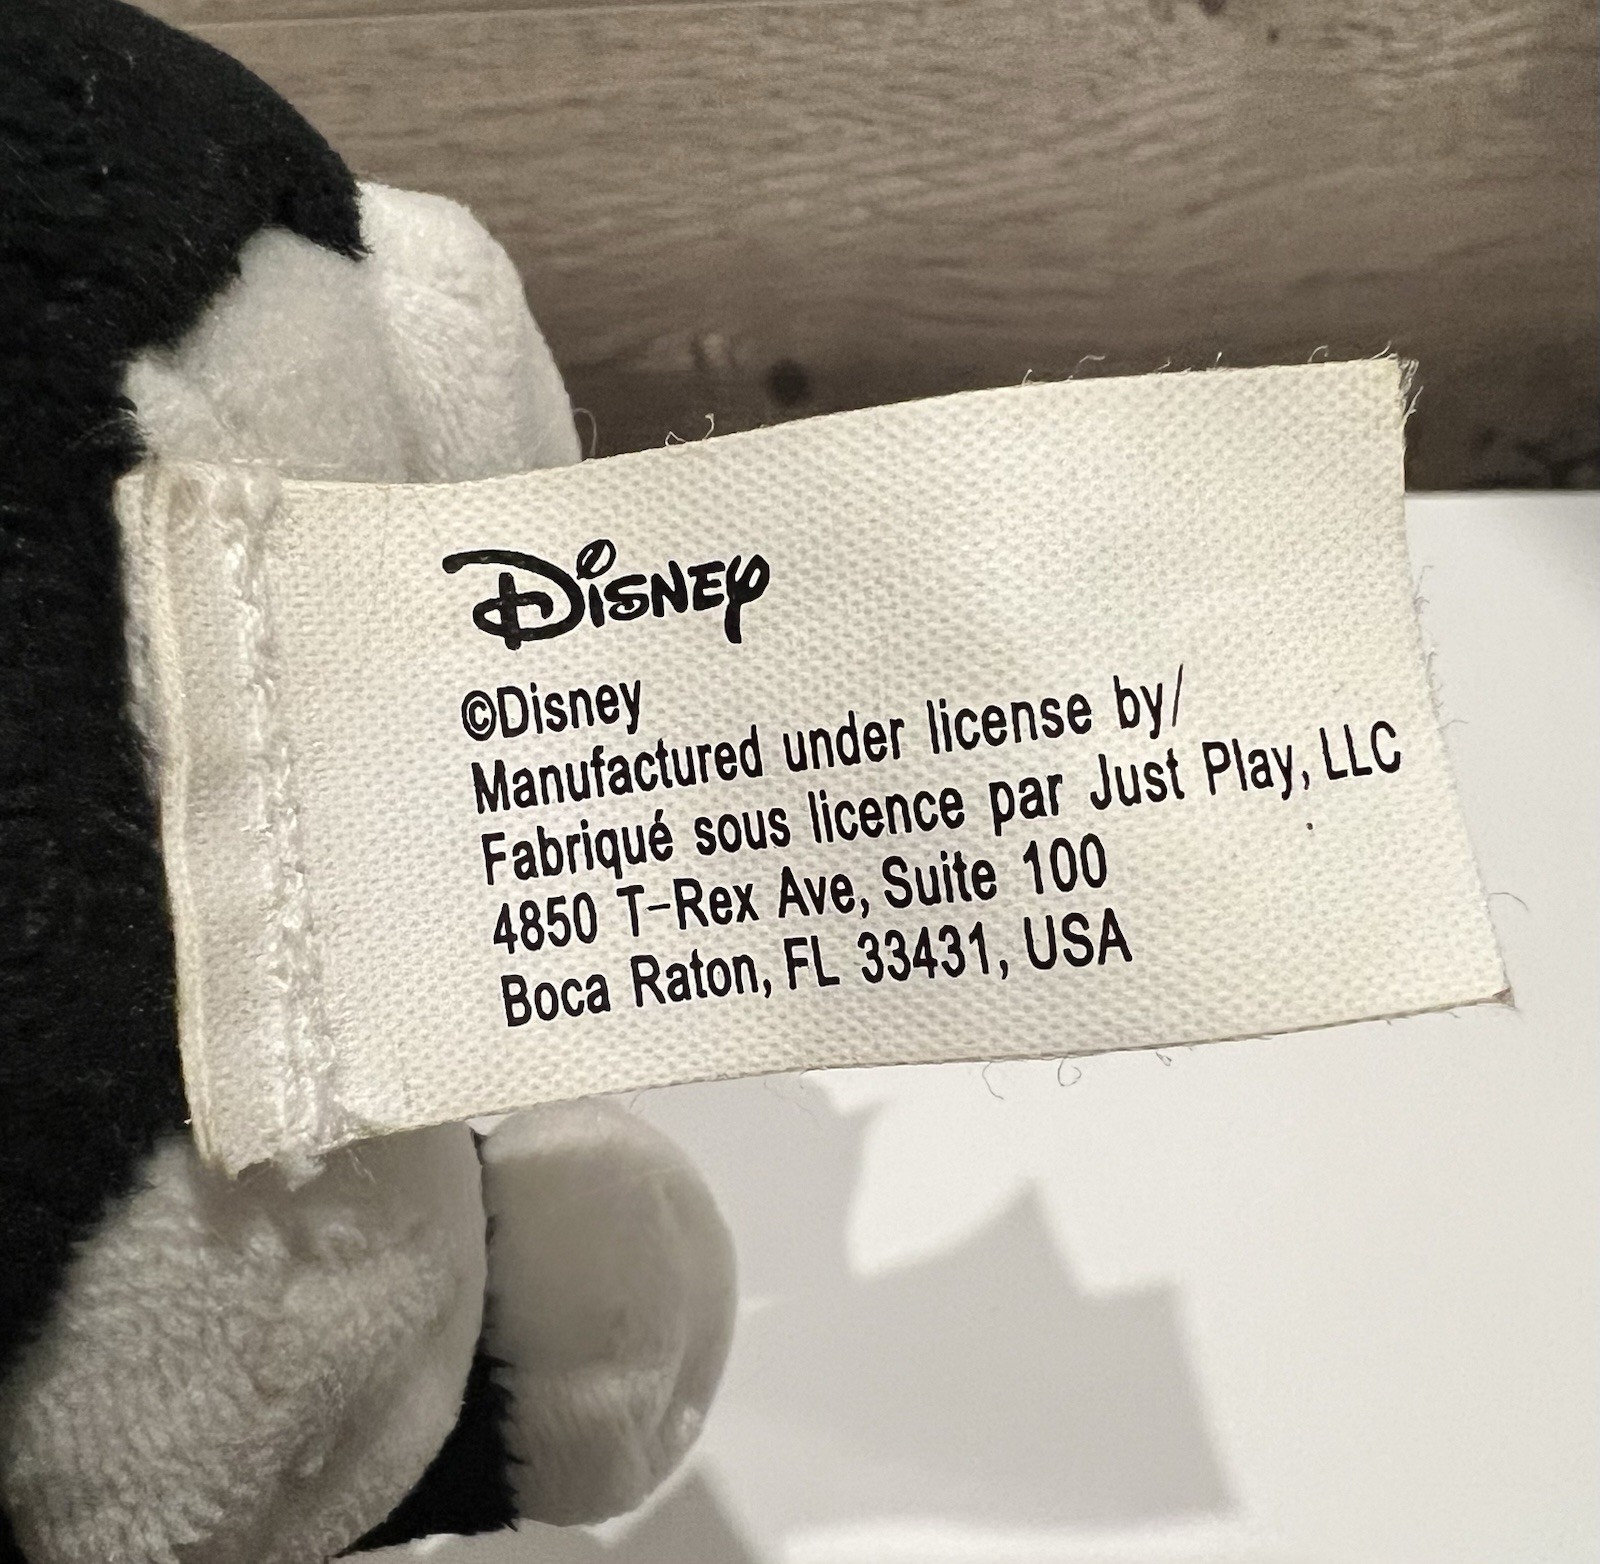 Disney
©Disney
Manufactured under license by/
Fabriqué sous licence par Just Play, LLC
4850 T-Rex Ave, Suite 100
Boca Raton, FL 33431, USA